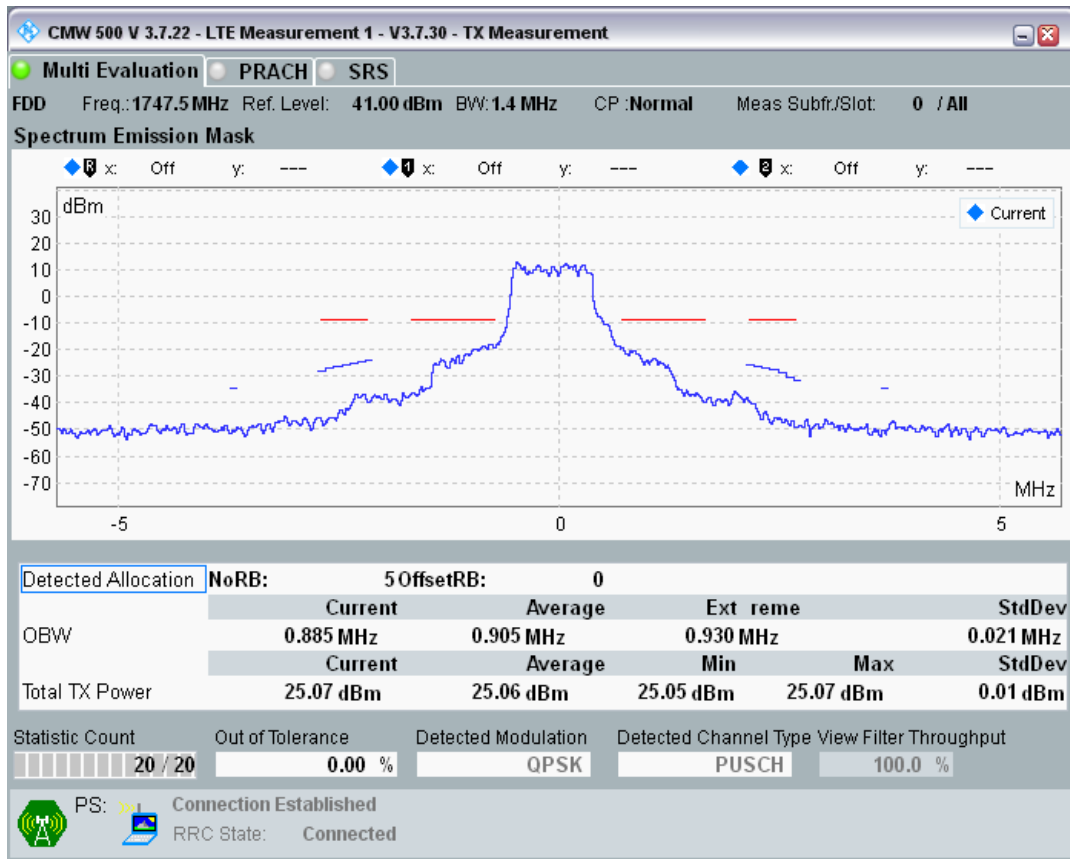 CMW 500 V 3.7.22 - LTE Measurement 1 - V3.7.30 - TX Measurement
Multi Evaluation PRACH SRS
FDD Freq.: 1747.5 MHz Ref. Level: 41.00 dBm BW: 1.4 MHz CP :Normal Meas Subfr./Slot: 0 / All
Spectrum Emission Mask
R x: Off y: --- 1 x: Off y: --- 2 x: Off y: ---
dBm
Current
30
20
10
0
-10
-20
-30
-40
-50
-60
-70
MHz
-5 0 5
Detected Allocation NoRB: 5 OffsetRB: 0
Current Average Ext reme StdDev
OBW 0.885 MHz 0.905 MHz 0.930 MHz 0.021 MHz
Current Average Min Max StdDev
Total TX Power 25.07 dBm 25.06 dBm 25.05 dBm 25.07 dBm 0.01 dBm
Statistic Count Out of Tolerance Detected Modulation Detected Channel Type View Filter Throughput
20 / 20 0.00 % QPSK PUSCH 100.0 %
PS: Connection Established
RRC State: Connected